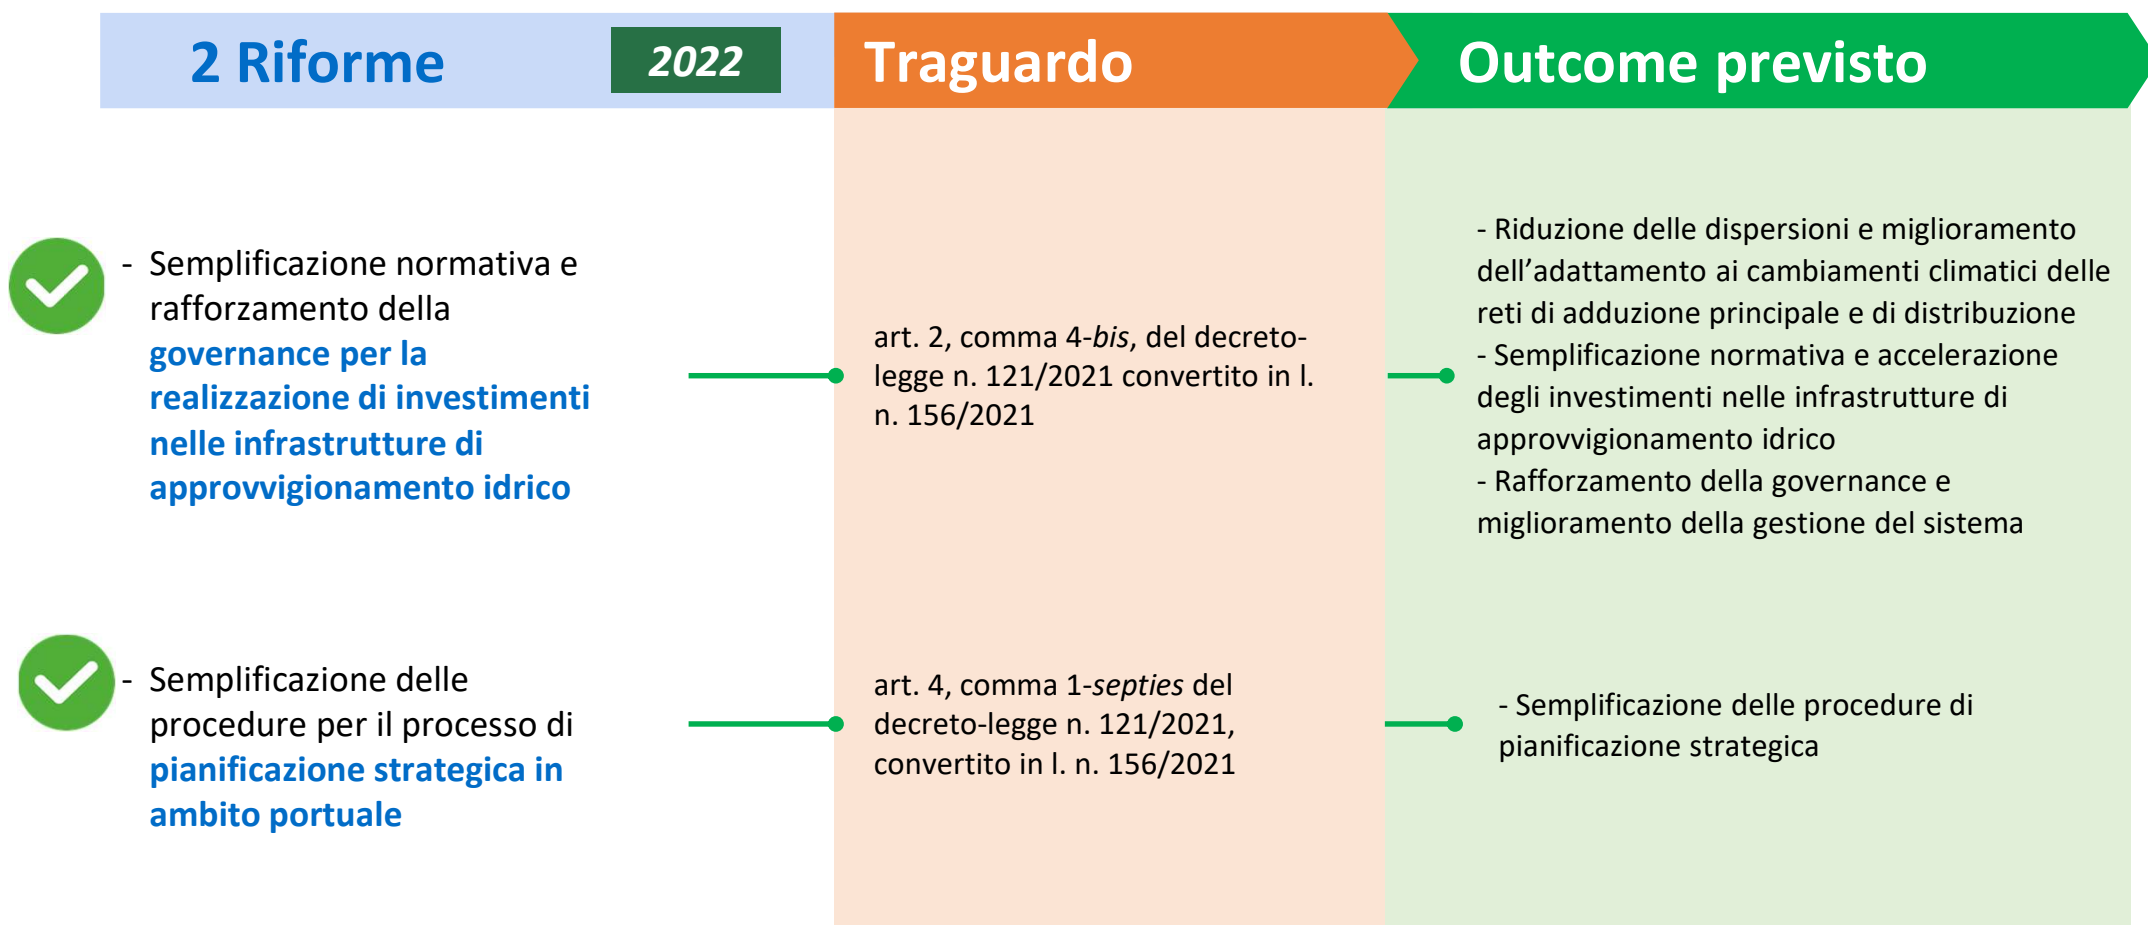 2 Riforme
2022
Traguardo
Outcome previsto
- Semplificazione normativa e
rafforzamento della
governance per la
realizzazione di investimenti
nelle infrastrutture di
approvvigionamento idrico
art. 2, comma 4-bis, del decreto-
legge n. 121/2021 convertito in l.
n. 156/2021
- Riduzione delle dispersioni e miglioramento
dell’adattamento ai cambiamenti climatici delle
reti di adduzione principale e di distribuzione
- Semplificazione normativa e accelerazione
degli investimenti nelle infrastrutture di
approvvigionamento idrico
- Rafforzamento della governance e
miglioramento della gestione del sistema
- Semplificazione delle
procedure per il processo di
pianificazione strategica in
ambito portuale
art. 4, comma 1-septies del
decreto-legge n. 121/2021,
convertito in l. n. 156/2021
- Semplificazione delle procedure di
pianificazione strategica